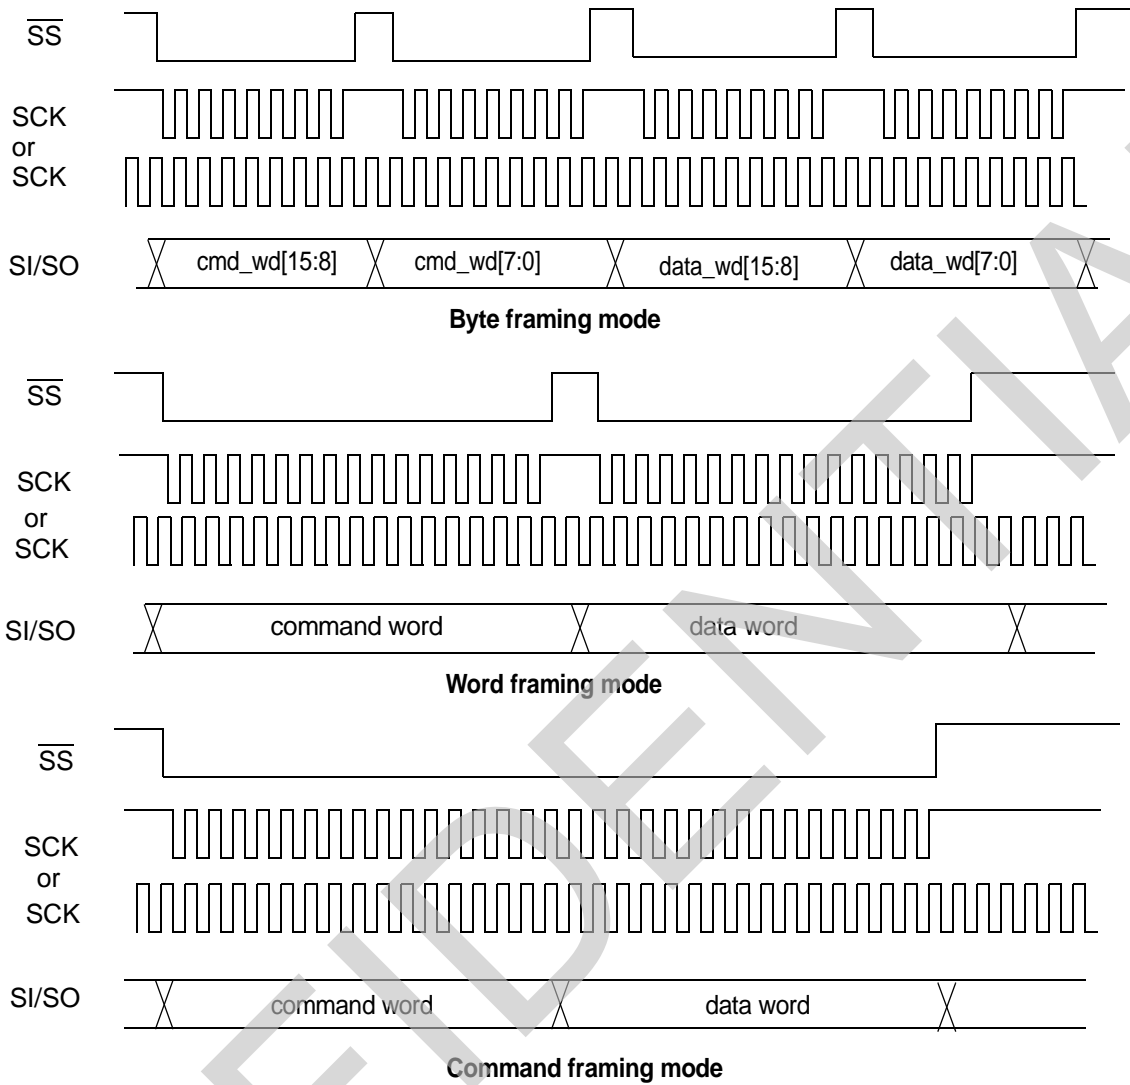 SS
SCK
or
SCK
SI/SO cmd_wd[15:8] cmd_wd[7:0] data_wd[15:8] data_wd[7:0]
Byte framing mode
SS
SCK
or
SCK
SI/SO command word data word
Word framing mode
SS
SCK
or
SCK
SI/SO command word data word
Command framing mode
FIDENTIA